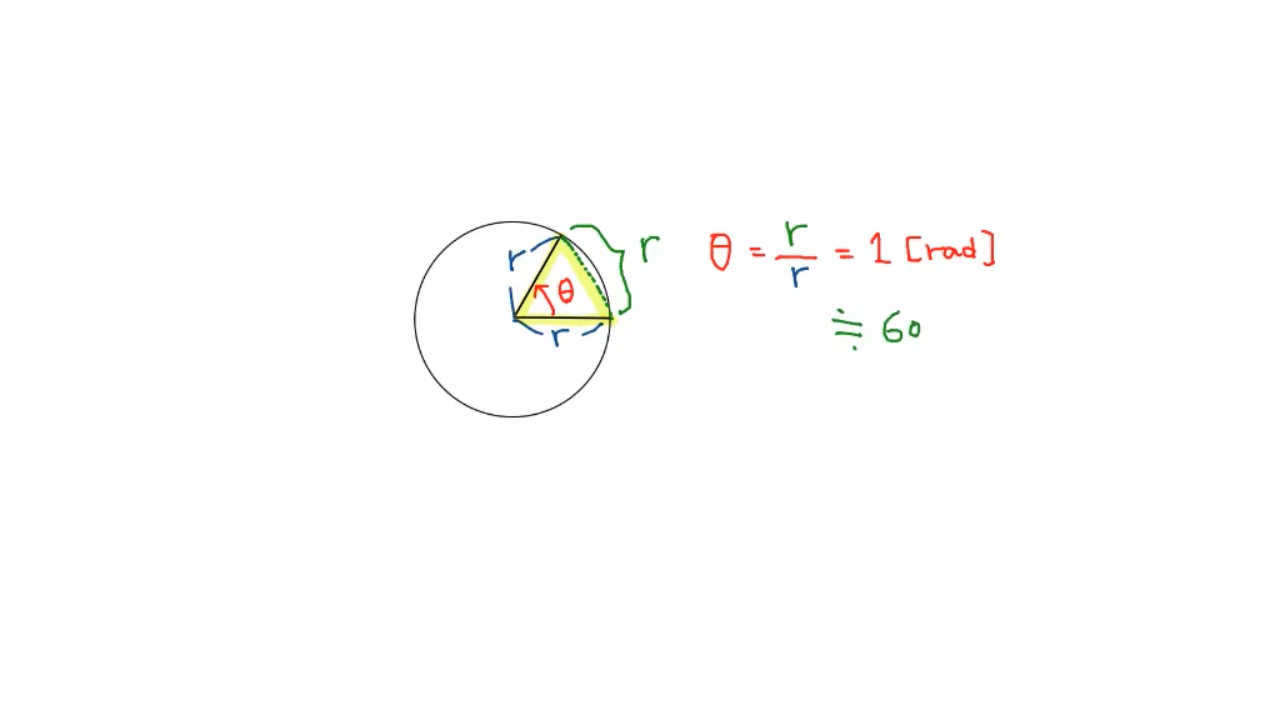 r
θ
r
r
θ = r/r = 1 [rad]
≒ 60